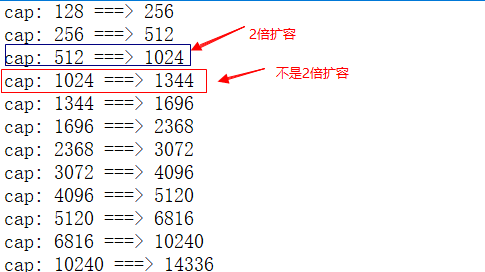 cap: 128 ===> 256
cap: 256 ===> 512
2倍扩容
cap: 512 ===> 1024
不是2倍扩容
cap: 1024 ===> 1344
cap: 1344 ===> 1696
cap: 1696 ===> 2368
cap: 2368 ===> 3072
cap: 3072 ===> 4096
cap: 4096 ===> 5120
cap: 5120 ===> 6816
cap: 6816 ===> 10240
cap: 10240 ===> 14336